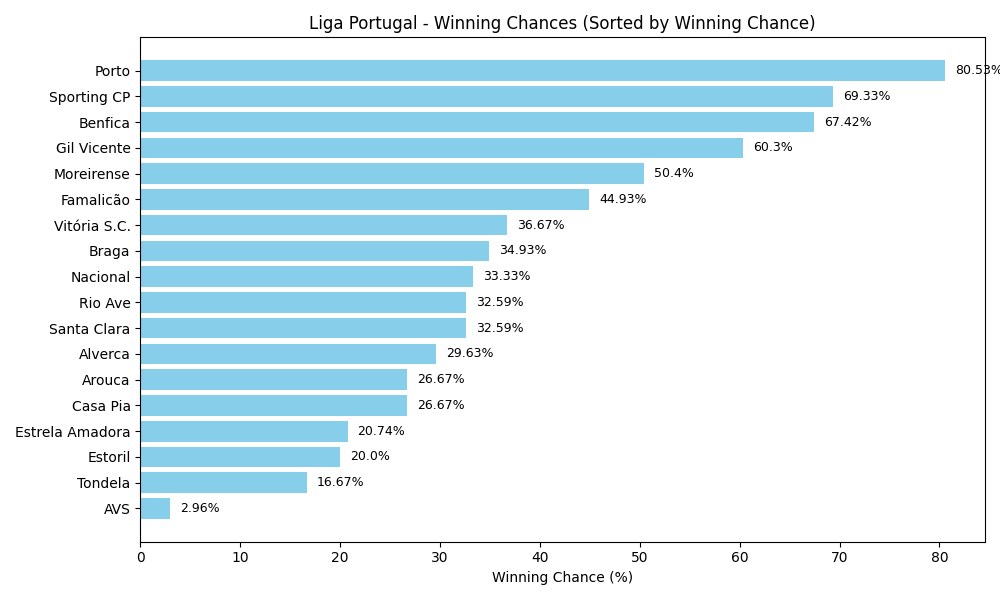 Liga Portugal - Winning Chances (Sorted by Winning Chance)
Porto 80.53%
Sporting CP 69.33%
Benfica 67.42%
Gil Vicente 60.3%
Moreirense 50.4%
Famalicão 44.93%
Vitória S.C. 36.67%
Braga 34.93%
Nacional 33.33%
Rio Ave 32.59%
Santa Clara 32.59%
Alverca 29.63%
Arouca 26.67%
Casa Pia 26.67%
Estrela Amadora 20.74%
Estoril 20.0%
Tondela 16.67%
AVS 2.96%
0 10 20 30 40 50 60 70 80
Winning Chance (%)